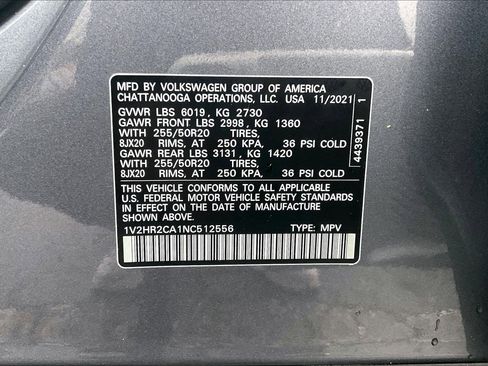 MFD BY VOLKSWAGEN GROUP OF AMERICA
CHATTANOOGA OPERATIONS, LLC. USA 11/2021
GVWR LBS 6019, KG 2730
GAWR FRONT LBS 2998, KG 1360
WITH 255/50R20 TIRES,
8JX20 RIMS, AT 250 KPA, 36 PSI COLD
GAWR REAR LBS 3131, KG 1420
WITH 255/50R20 TIRES,
8JX20 RIMS, AT 250 KPA, 36 PSI COLD
THIS VEHICLE CONFORMS TO ALL APPLICABLE
U.S. FEDERAL MOTOR VEHICLE SAFETY STANDARDS
IN EFFECT ON THE DATE OF MANUFACTURE
SHOWN ABOVE.
1V2HR2CA1NC512556 TYPE: MPV
4439371 1